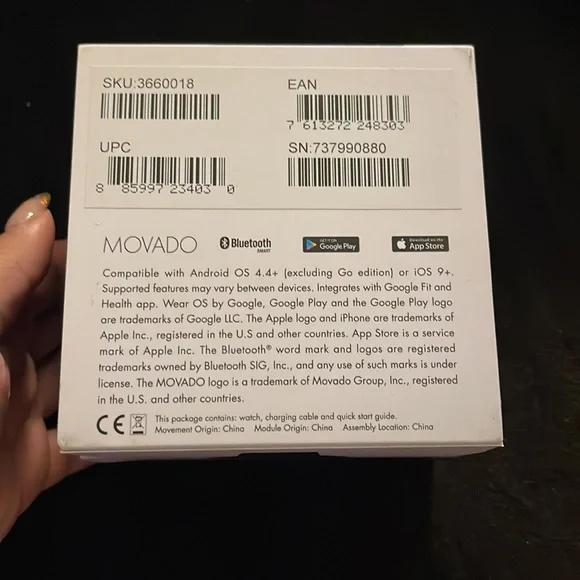 SKU:3660018
EAN
7 613272 248303
UPC
8 85997 23403 0
SN:737990880
MOVADO
Bluetooth
SMART
GET IT ON
Google Play
Download on the
App Store
Compatible with Android OS 4.4+ (excluding Go edition) or iOS 9+.
Supported features may vary between devices. Integrates with Google Fit and
Health app. Wear OS by Google, Google Play and the Google Play logo
are trademarks of Google LLC. The Apple logo and iPhone are trademarks of
Apple Inc., registered in the U.S and other countries. App Store is a service
mark of Apple Inc. The Bluetooth® word mark and logos are registered
trademarks owned by Bluetooth SIG, Inc., and any use of such marks is under
license. The MOVADO logo is a trademark of Movado Group, Inc., registered
in the U.S. and other countries.
CE
This package contains: watch, charging cable and quick start guide.
Movement Origin: China Module Origin: China Assembly Location: China